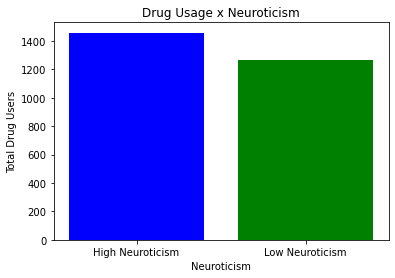 Drug Usage x Neuroticism
1400
1200
1000
800
600
400
200
0
Total Drug Users
High Neuroticism
Low Neuroticism
Neuroticism